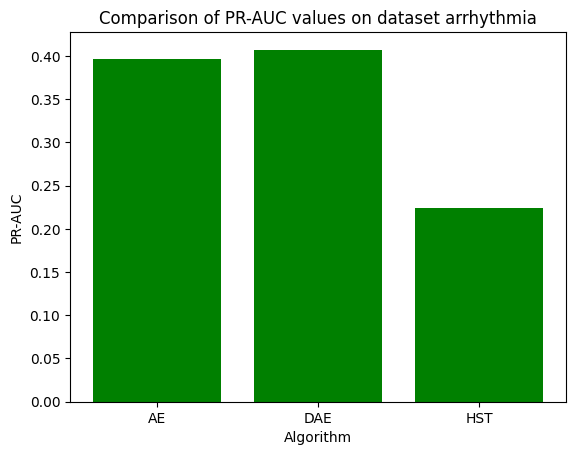 Comparison of PR-AUC values on dataset arrhythmia
0.40
0.35
0.30
0.25
0.20
0.15
0.10
0.05
0.00
PR-AUC
AE DAE HST
Algorithm